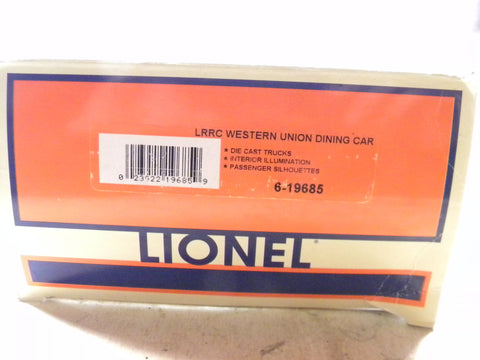 LRRC WESTERN UNION DINING CAR
* DIE CAST TRUCKS
* INTERIOR ILLUMINATION
* PASSENGER SILHOUETTES
0 23922 19685 9
6-19685
LIONEL